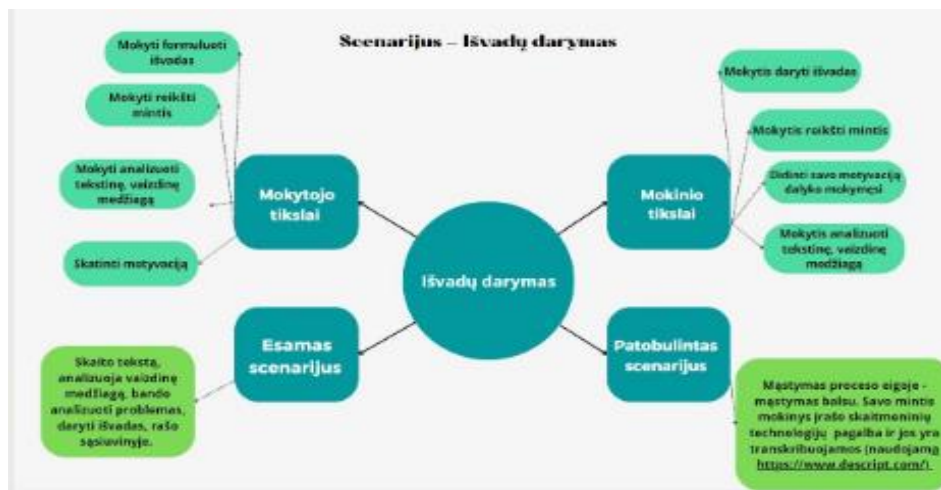 Scenarijus – Išvadų darymas
Mokyti formuluoti
išvadas
Mokyti reikšti
mintis
Mokyti analizuoti
tekstinę, vaizdinę
medžiagą
Skatinti motyvaciją
Mokytojo
tikslai
Mokinio
tikslai
Mokytis daryti išvadas
Mokytis reikšti mintis
Didinti savo motyvaciją
dalyko mokymęsi
Mokytis analizuoti
tekstinę, vaizdinę
medžiagą
Išvadų darymas
Esamas
scenarijus
Skaito tekstą,
analizuoja vaizdinę
medžiagą, bando
analizuoti problemas,
daryti išvadas, rašo
sąsiuvinyje.
Patobulintas
scenarijus
Mąstymas proceso eigoje -
mąstymas balsu. Savo mintis
mokinys įrašo skaitmeninių
technologijų pagalba ir jos yra
transkribuojamos (naudojama
https://www.descript.com/)